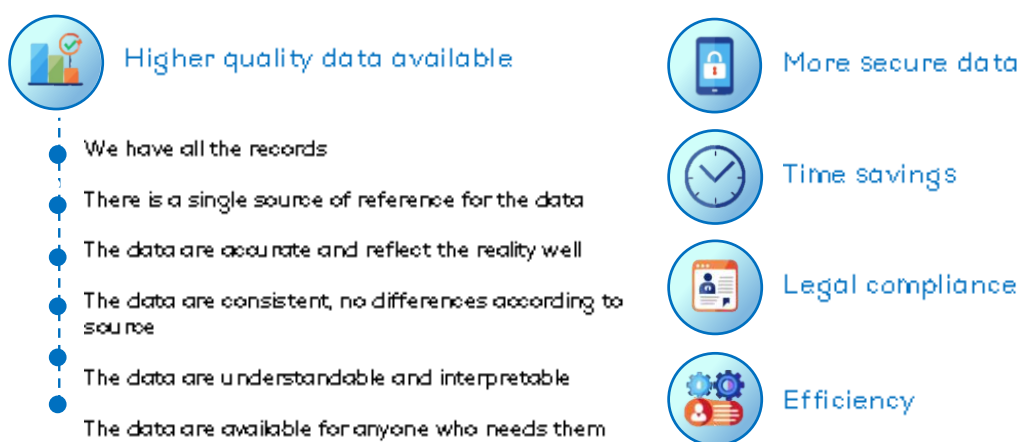 Higher quality data available
We have all the records
There is a single source of reference for the data
The data are accurate and reflect the reality well
The data are consistent, no differences according to
source
The data are understandable and interpretable
The data are available for anyone who needs them
More secure data
Time savings
Legal compliance
Efficiency